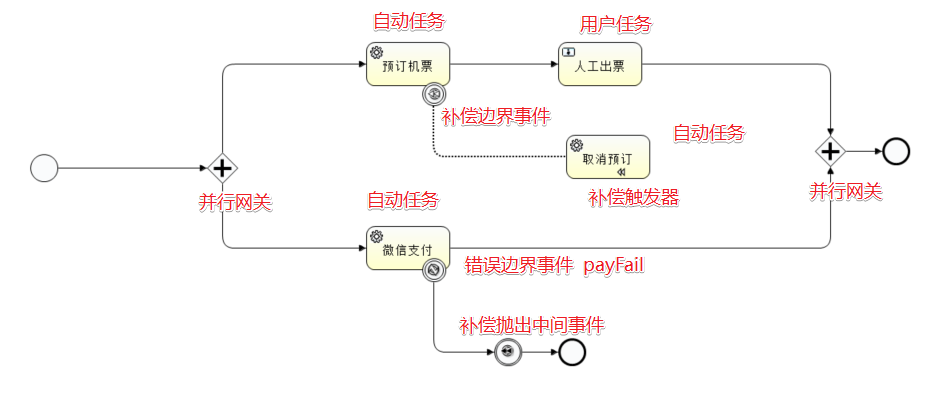 自动任务
用户任务
预订机票
人工出票
补偿边界事件
自动任务
取消预订
并行网关
自动任务
补偿触发器
并行网关
微信支付
错误边界事件 payFail
补偿抛出中间事件